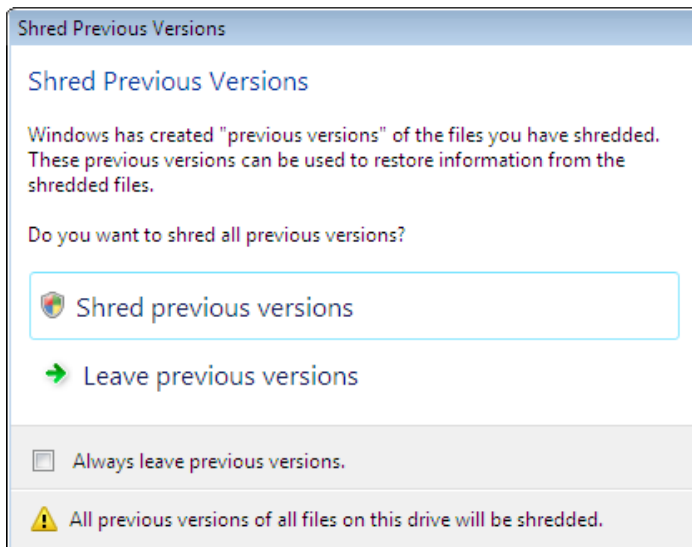 Shred Previous Versions
Shred Previous Versions
Windows has created "previous versions" of the files you have shredded.
These previous versions can be used to restore information from the
shredded files.
Do you want to shred all previous versions?
Shred previous versions
Leave previous versions
Always leave previous versions.
All previous versions of all files on this drive will be shredded.